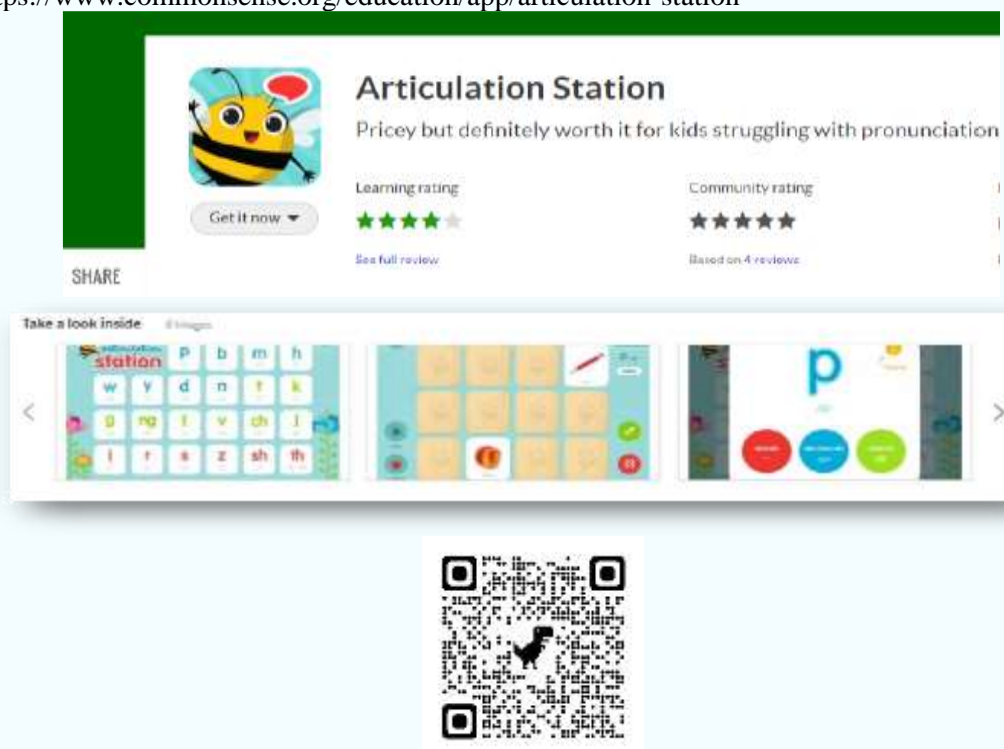 tps://www.commonsense.org/education/app/articulation-station
Articulation Station
Pricey but definitely worth it for kids struggling with pronunciation
Learning rating
Community rating
Get it now
See full review
Based on 4 reviews
SHARE
Take a look inside
station p b m h
w y d n t k
g ng f v ch j
l r s z sh th
p